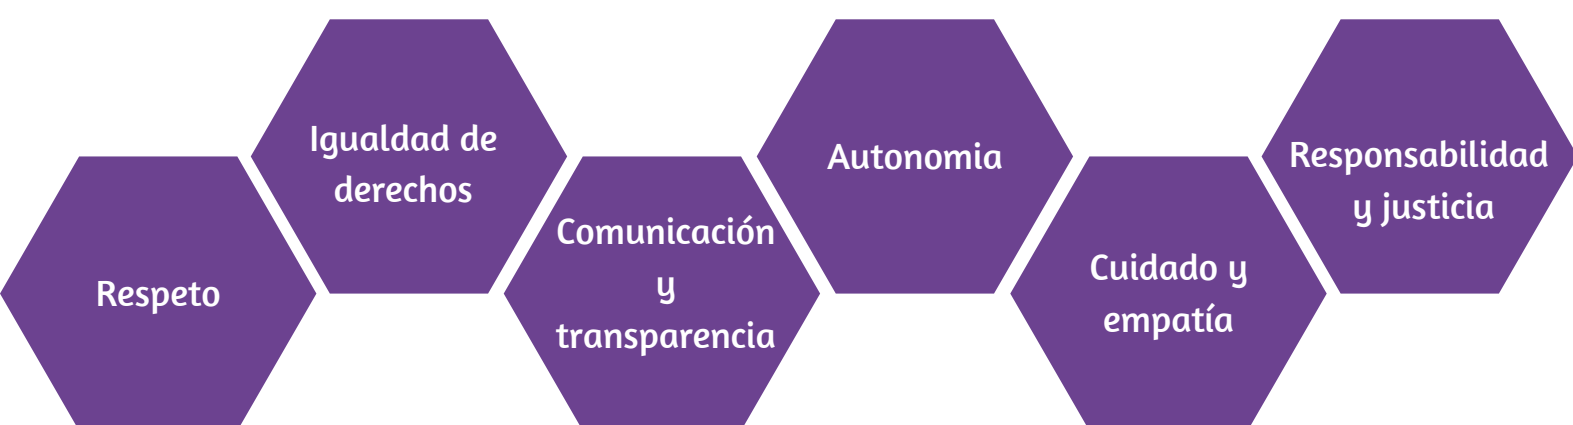 Respeto
Igualdad de
derechos
Comunicación
y
transparencia
Autonomia
Cuidado y
empatía
Responsabilidad
y justicia